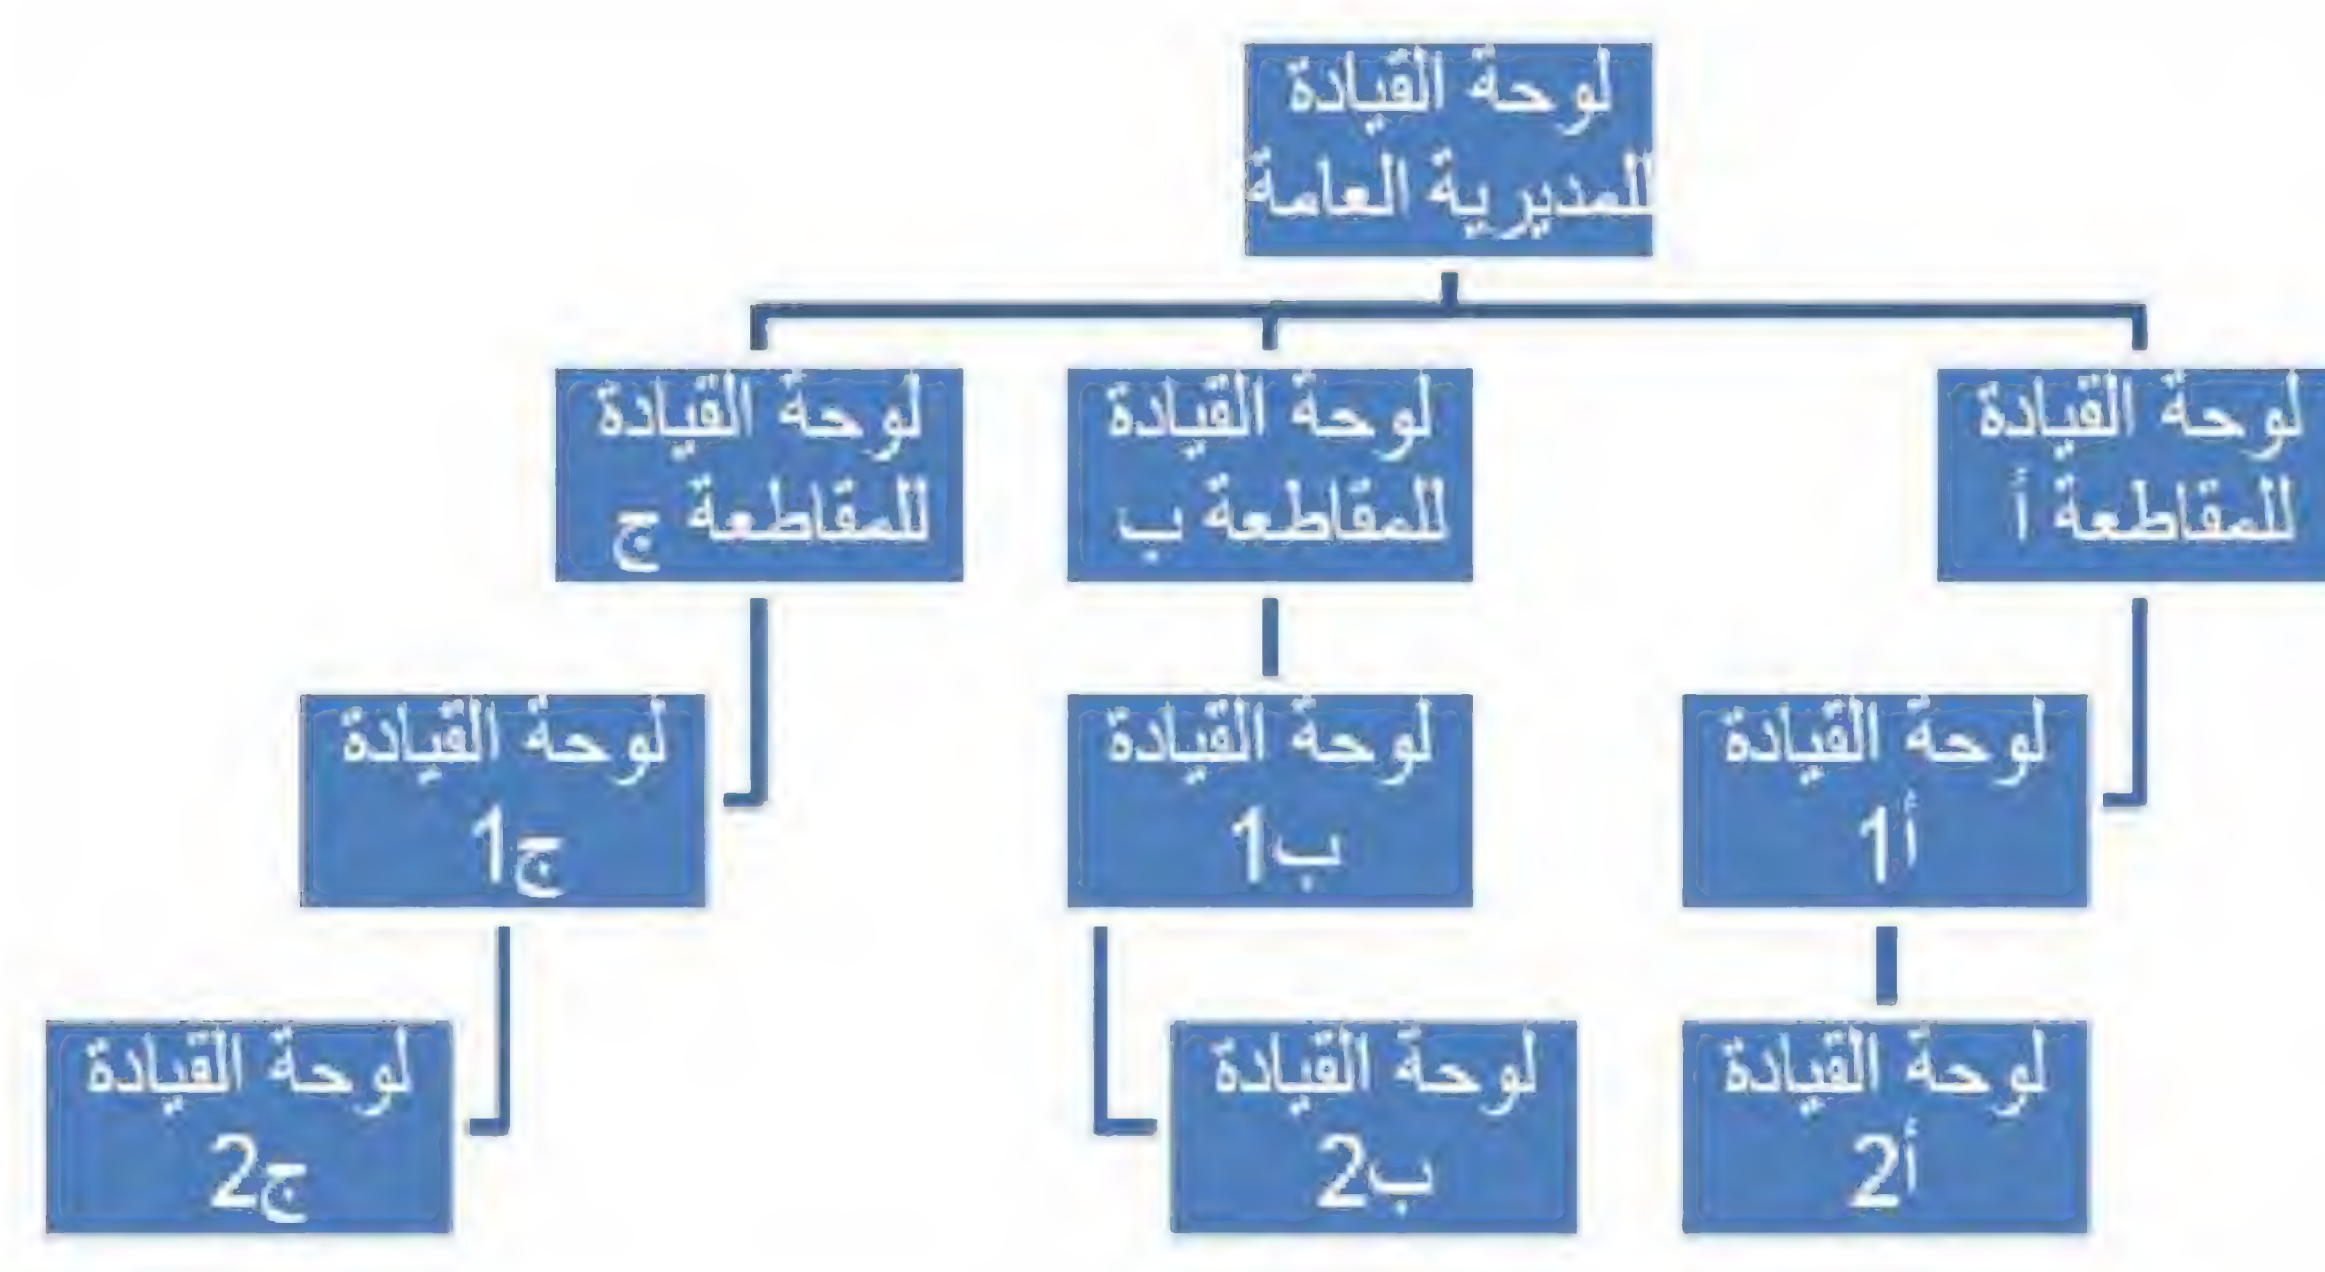 لوحة القيادة
للمديرية العامة
لوحة القيادة
للمقاطعة أ
لوحة القيادة
للمقاطعة ب
لوحة القيادة
للمقاطعة ج
لوحة القيادة
أ1
لوحة القيادة
ب1
لوحة القيادة
ج1
لوحة القيادة
أ2
لوحة القيادة
ب2
لوحة القيادة
ج2